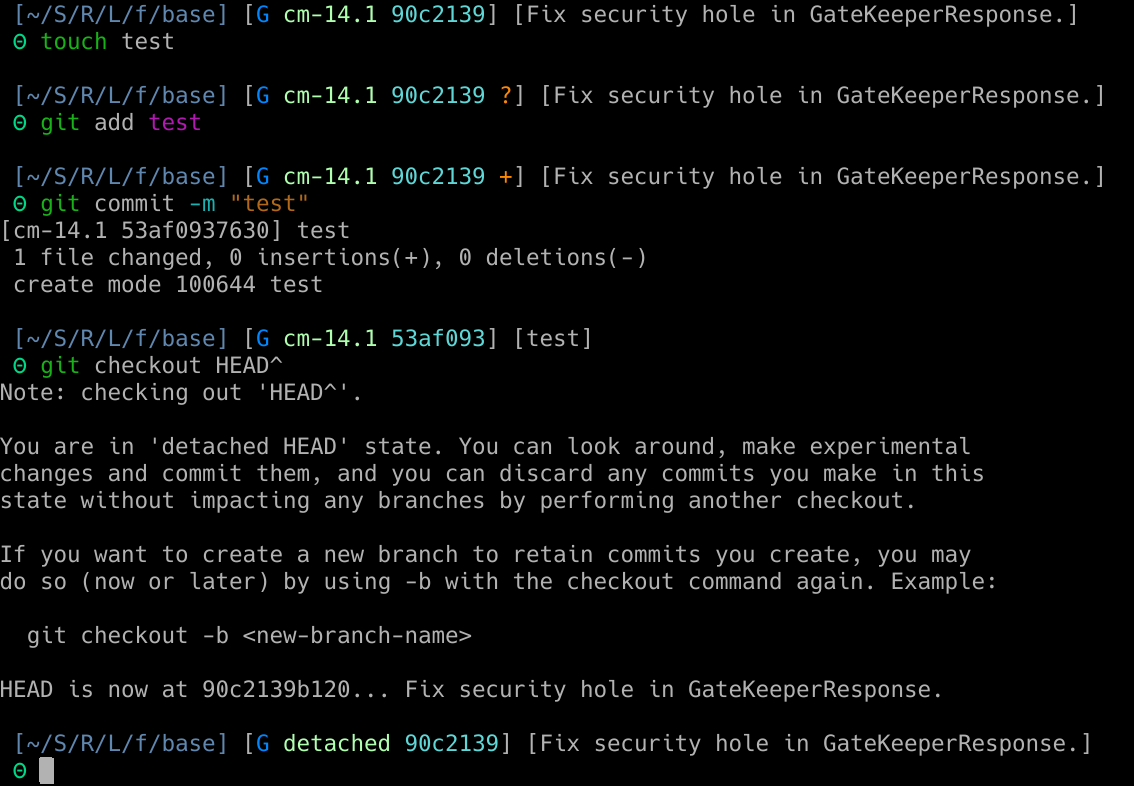 [~/S/R/L/f/base] [G cm-14.1 90c2139] [Fix security hole in GateKeeperResponse.]
Θ touch test
[~/S/R/L/f/base] [G cm-14.1 90c2139 ?] [Fix security hole in GateKeeperResponse.]
Θ git add test
[~/S/R/L/f/base] [G cm-14.1 90c2139 +] [Fix security hole in GateKeeperResponse.]
Θ git commit -m "test"
[cm-14.1 53af0937630] test
1 file changed, 0 insertions(+), 0 deletions(-)
create mode 100644 test
[~/S/R/L/f/base] [G cm-14.1 53af093] [test]
Θ git checkout HEAD^
Note: checking out 'HEAD^'.
You are in 'detached HEAD' state. You can look around, make experimental
changes and commit them, and you can discard any commits you make in this
state without impacting any branches by performing another checkout.
If you want to create a new branch to retain commits you create, you may
do so (now or later) by using -b with the checkout command again. Example:
git checkout -b <new-branch-name>
HEAD is now at 90c2139b120... Fix security hole in GateKeeperResponse.
[~/S/R/L/f/base] [G detached 90c2139] [Fix security hole in GateKeeperResponse.]
Θ